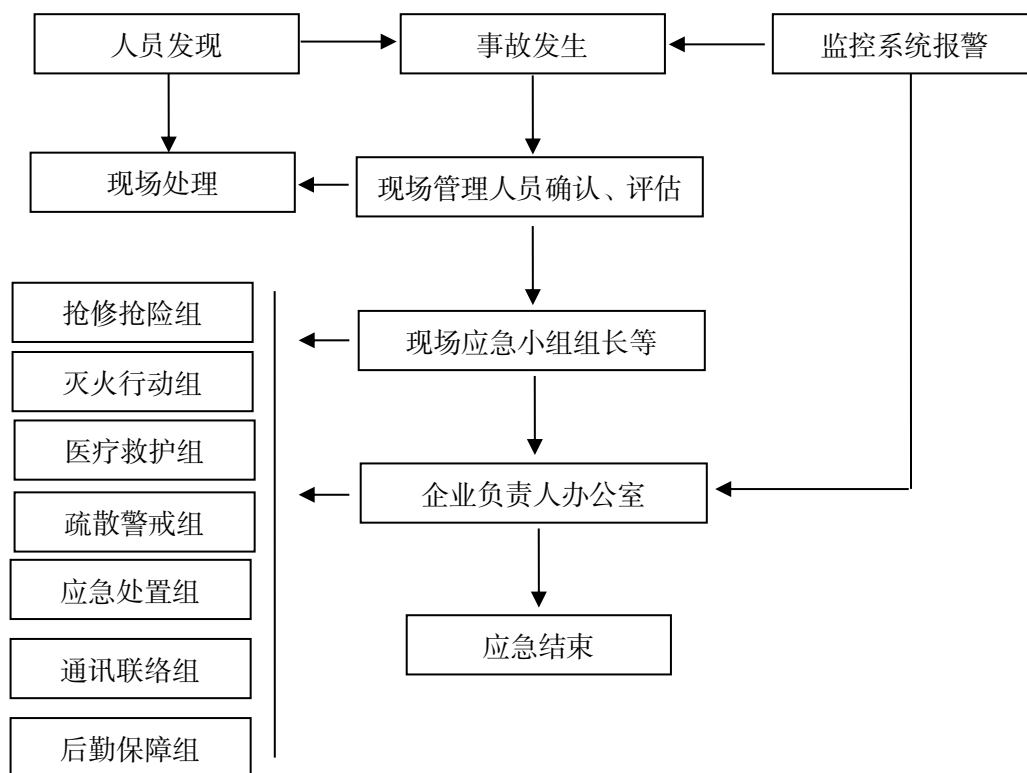 人员发现
事故发生
监控系统报警
现场处理
现场管理人员确认、评估
抢修抢险组
现场应急小组组长等
灭火行动组
医疗救护组
企业负责人办公室
疏散警戒组
应急处置组
应急结束
通讯联络组
后勤保障组